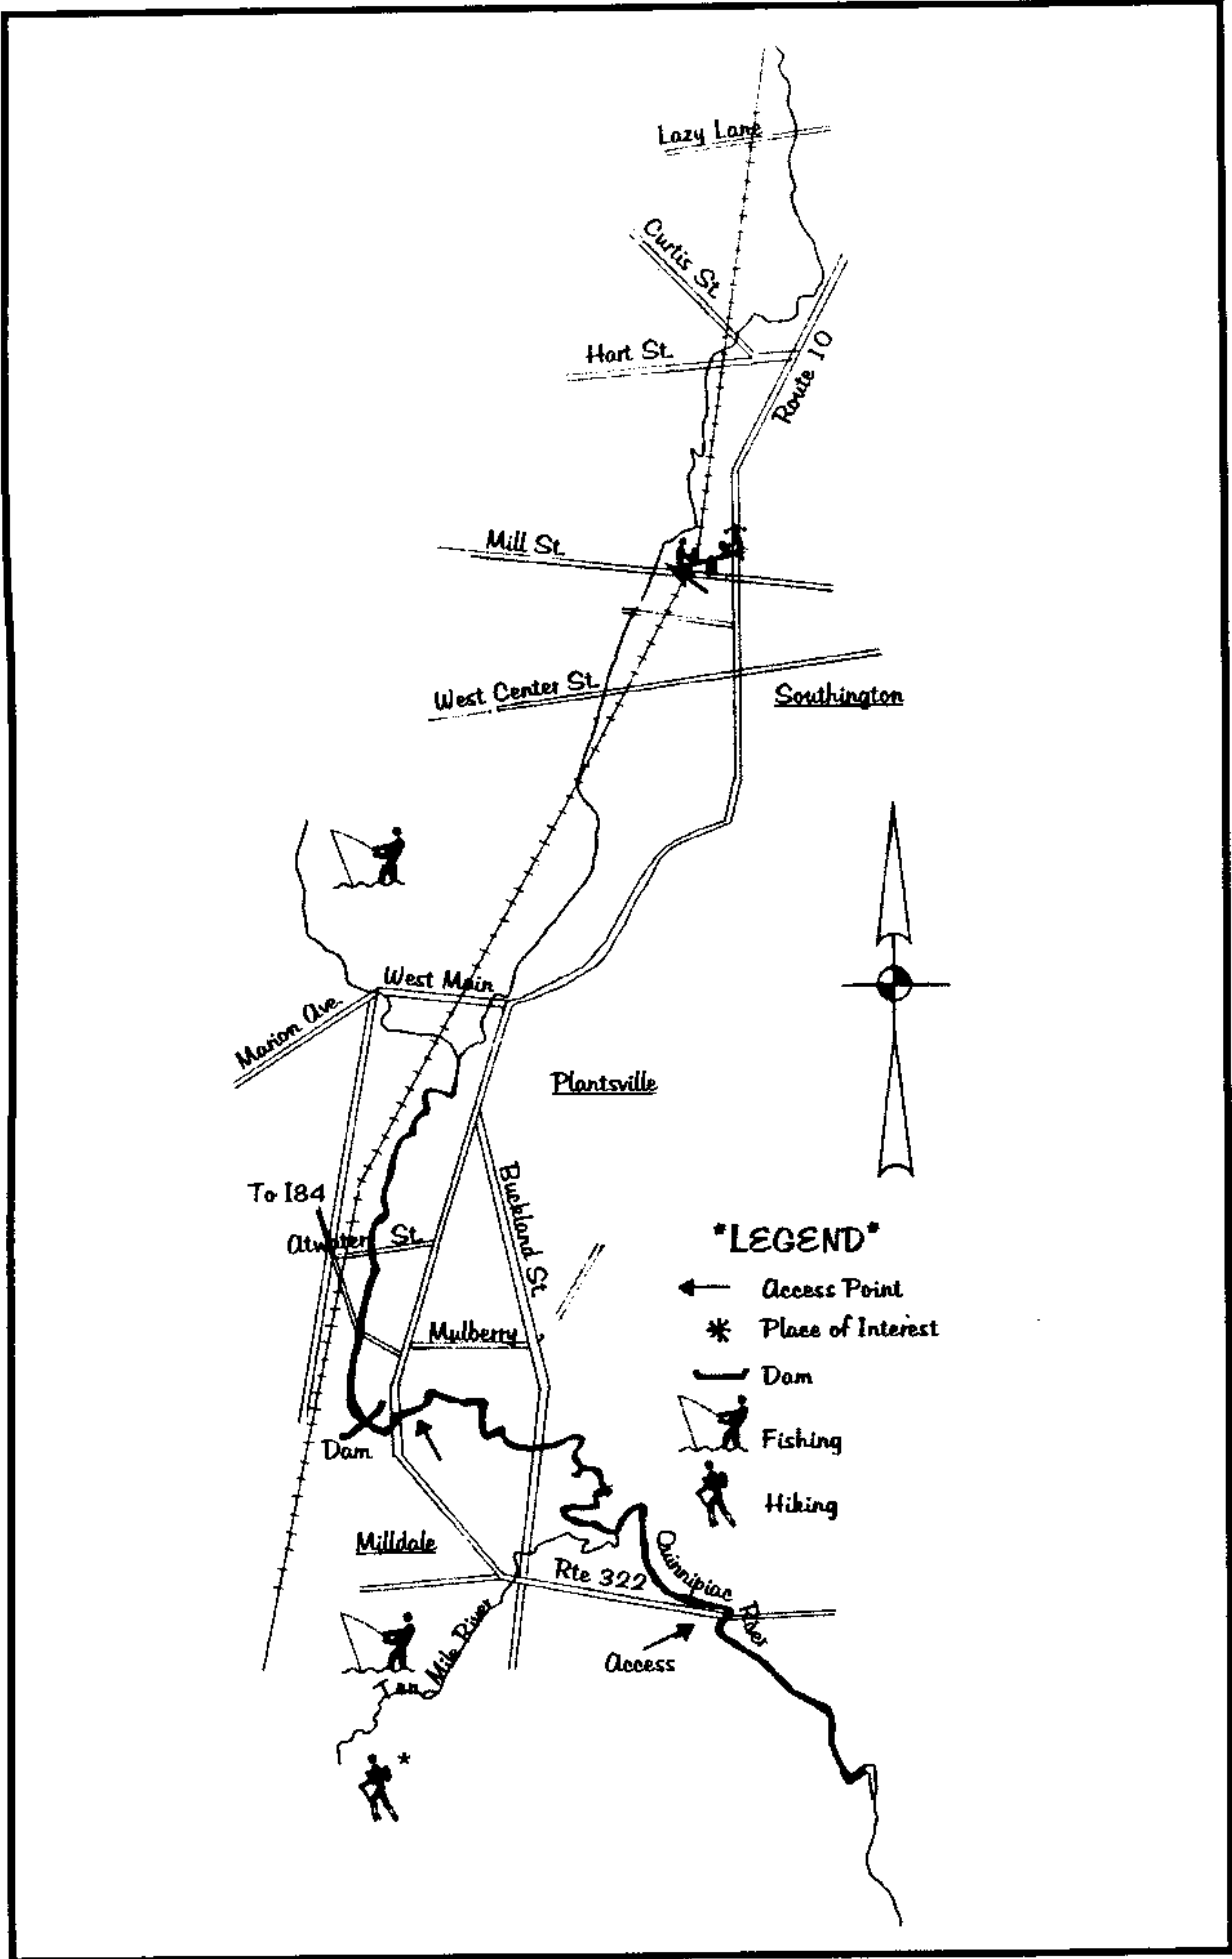 Lazy Lane
Curtis St.
Hart St.
Route 10
Mill St.
West Center St.
Southington
West Main
Marion Ave.
Plantsville
To I84
Buckland St.
Atwater St.
*LEGEND*
Access Point
Place of Interest
Mulberry
Dam
Fishing
Dam
Hiking
Milldale
Rte 322
Quinnipiac River
Access
Ten Mile River
*